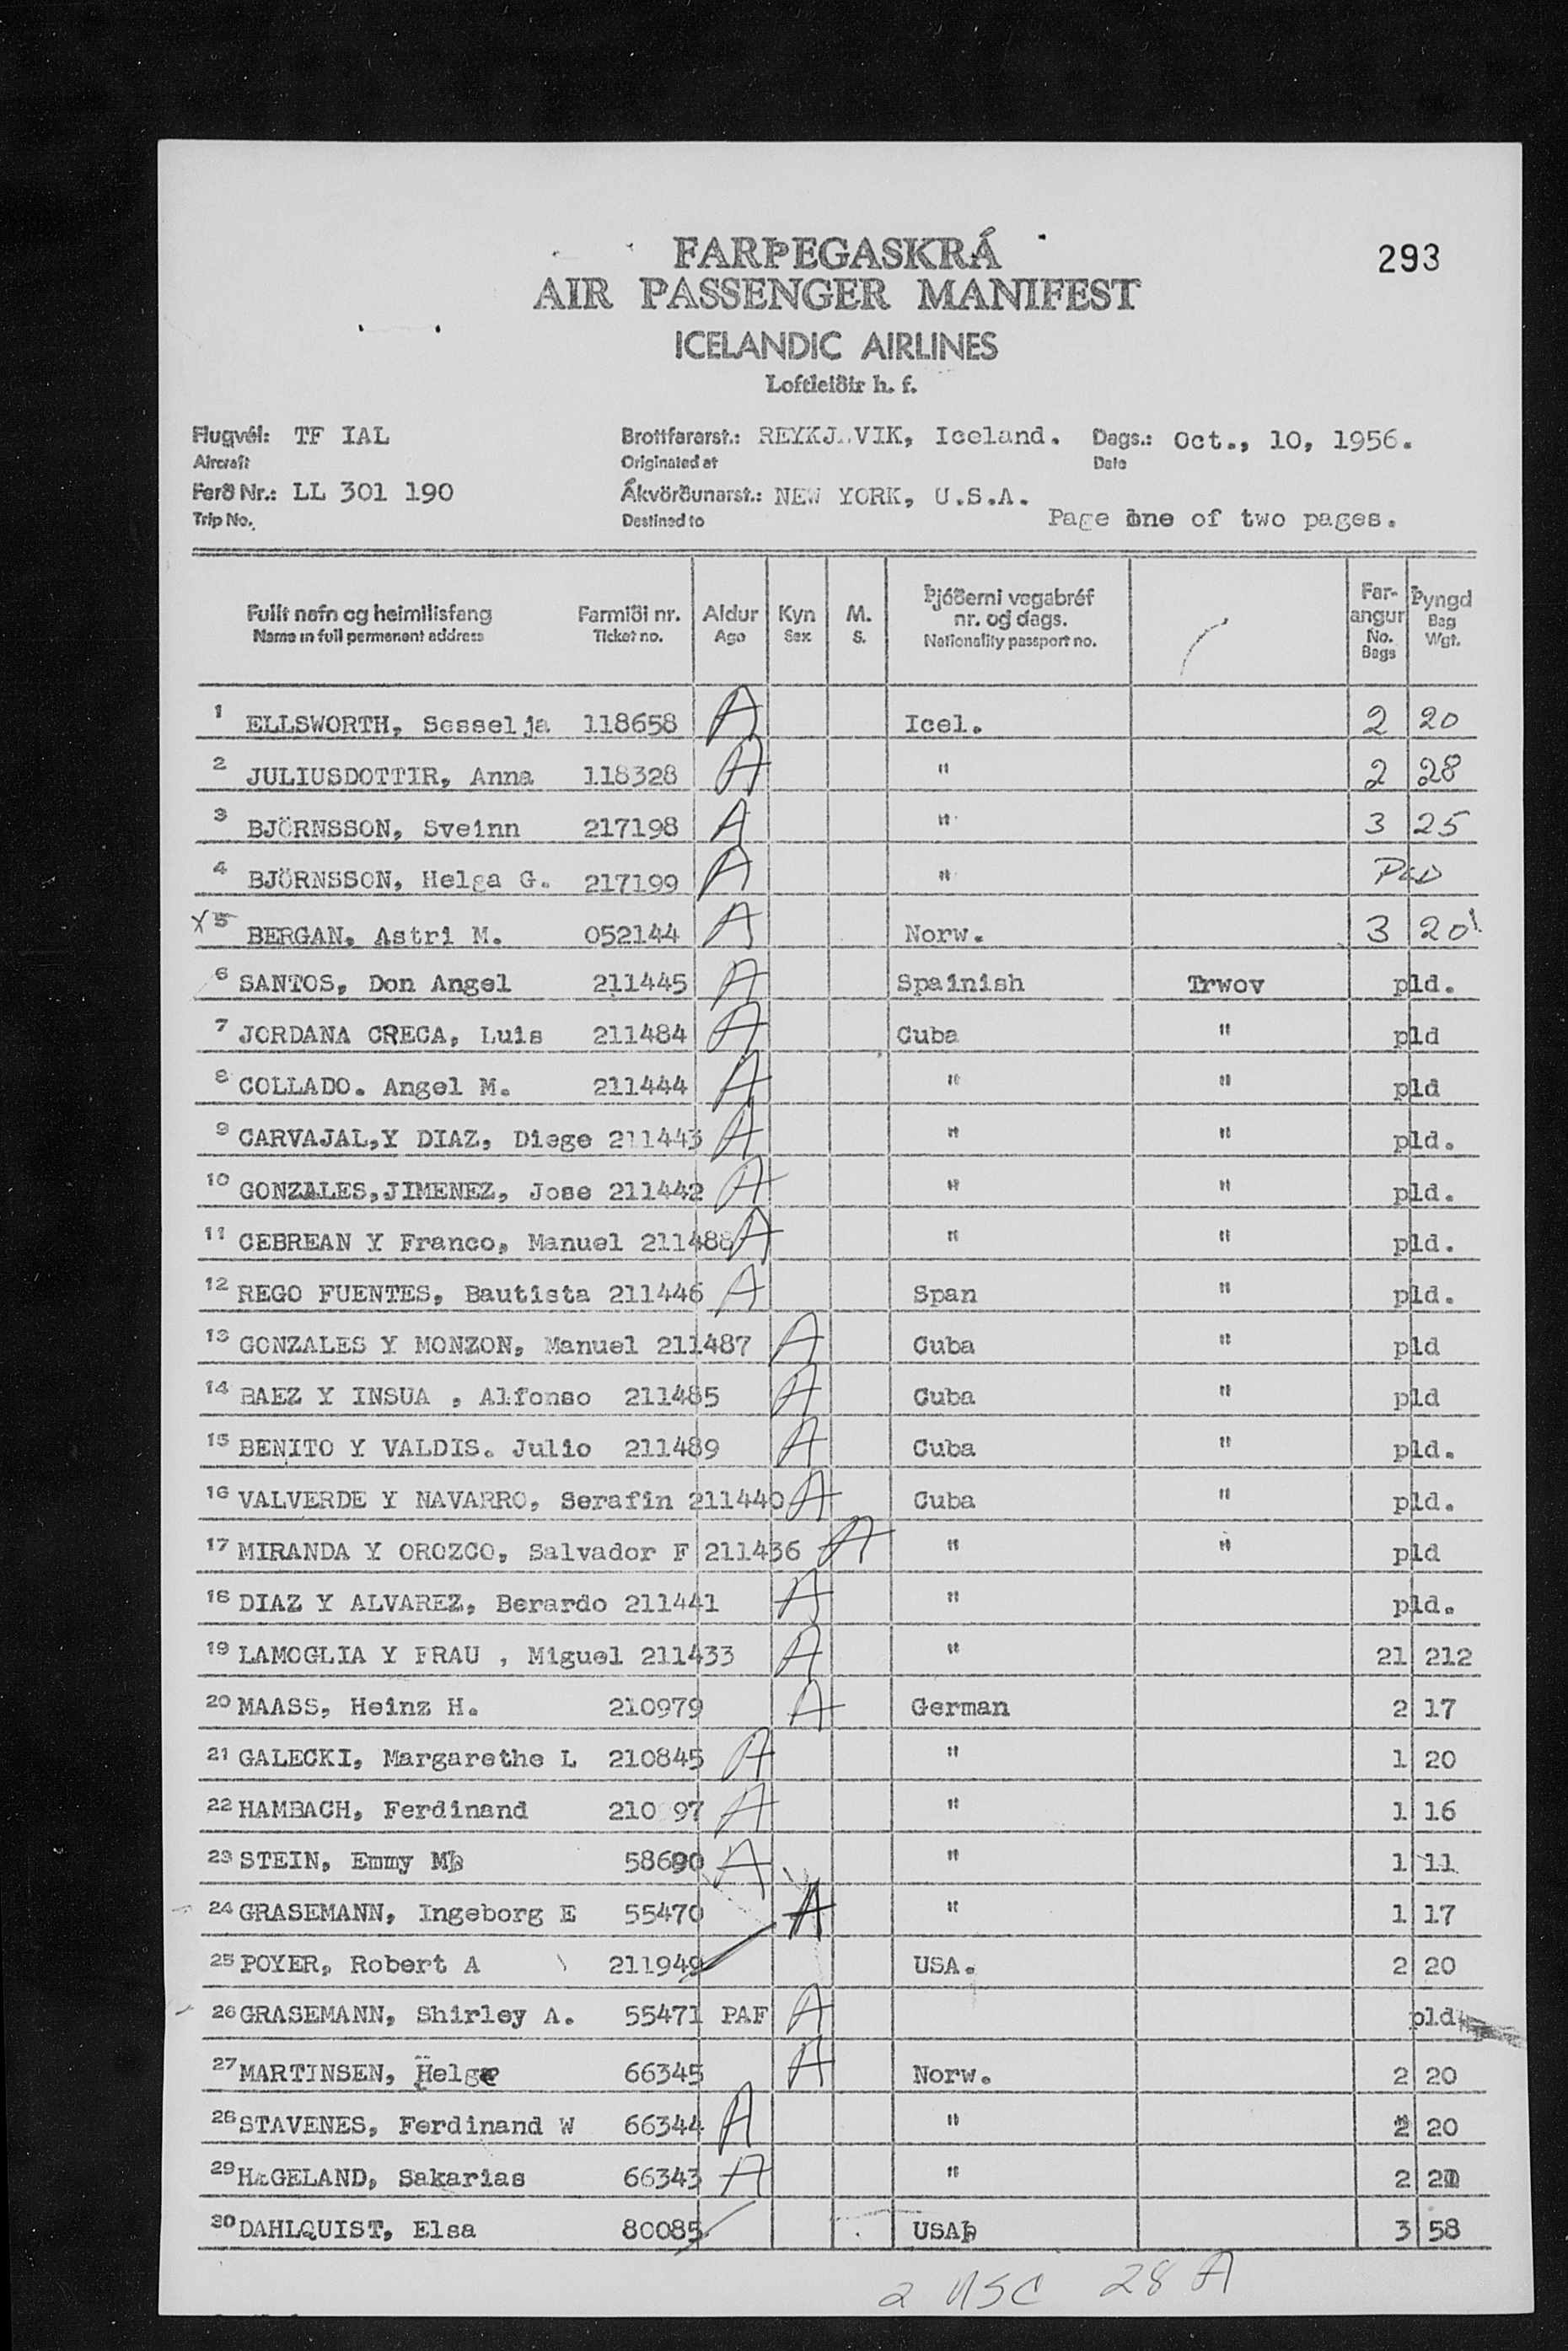 293
FARÞEGASKRÁ
AIR PASSENGER MANIFEST
ICELANDIC AIRLINES
Loftleiðir h. f.
Flugvél: TF IAL Brottfararst.: REYKJ.VIK, Iceland. Dags.: Oct., 10, 1956.
Aircraft Originated at Date
Ferð Nr.: LL 301 190 Ákvörðunarst.: NEW YORK, U.S.A.
Trip No. Destined to Page one of two pages.
Fullt nafn og heimilisfang Farmiði nr. Aldur Kyn M. Þjóðerni vegabréf nr. og dags. Farangur Þyngd
Name in full permanent address Ticket no. Age Sex S. Nationality passport no. No. Bags Bag Wgt.
1 ELLSWORTH, Sesselja 118658 A Icel. 2 20
2 JULIUSDOTTIR, Anna 118328 A " 2 28
3 BJÖRNSSON, Sveinn 217198 A " 3 25
4 BJÖRNSSON, Helga G. 217199 A " PLD
X 5 BERGAN, Astri M. 052144 A Norw. 3 20
6 SANTOS, Don Angel 211445 A Spainish Trwov pld.
7 JORDANA CRECA, Luis 211484 A Cuba " pld
8 COLLADO. Angel M. 211444 A " " pld
9 CARVAJAL,Y DIAZ, Diege 211443 A " " pld.
10 GONZALES,JIMENEZ, Jose 211442 A " " pld.
11 CEBREAN Y Franco, Manuel 211488 A " " pld.
12 REGO FUENTES, Bautista 211446 A Span " pld.
13 GONZALES Y MONZON, Manuel 211487 A Cuba " pld
14 BAEZ Y INSUA , Alfonso 211485 A Cuba " pld
15 BENITO Y VALDIS. Julio 211489 A Cuba " pld.
16 VALVERDE Y NAVARRO, Serafin 211440 A Cuba " pld.
17 MIRANDA Y OROZCO, Salvador F 211436 A " " pld
18 DIAZ Y ALVAREZ, Berardo 211441 A " pld.
19 LAMOGLIA Y FRAU , Miguel 211433 A " 21 212
20 MAASS, Heinz H. 210979 A German 2 17
21 GALECKI, Margarethe L 210845 A " 1 20
22 HAMBACH, Ferdinand 210 97 A " 1 16
23 STEIN, Emmy 58690 A " 1 11
24 GRASEMANN, Ingeborg E 55470 A " 1 17
25 POYER, Robert A 211949 USA. 2 20
26 GRASEMANN, Shirley A. 55471 PAF A pld
27 MARTINSEN, 66345 A Norw. 2 20
28 STAVENES, Ferdinand W 66344 A " 2 20
29 HAGELAND, Sakarias 66343 A " 2
30 DAHLQUIST, Elsa 80085 USA 3 58
2 USC 28 A